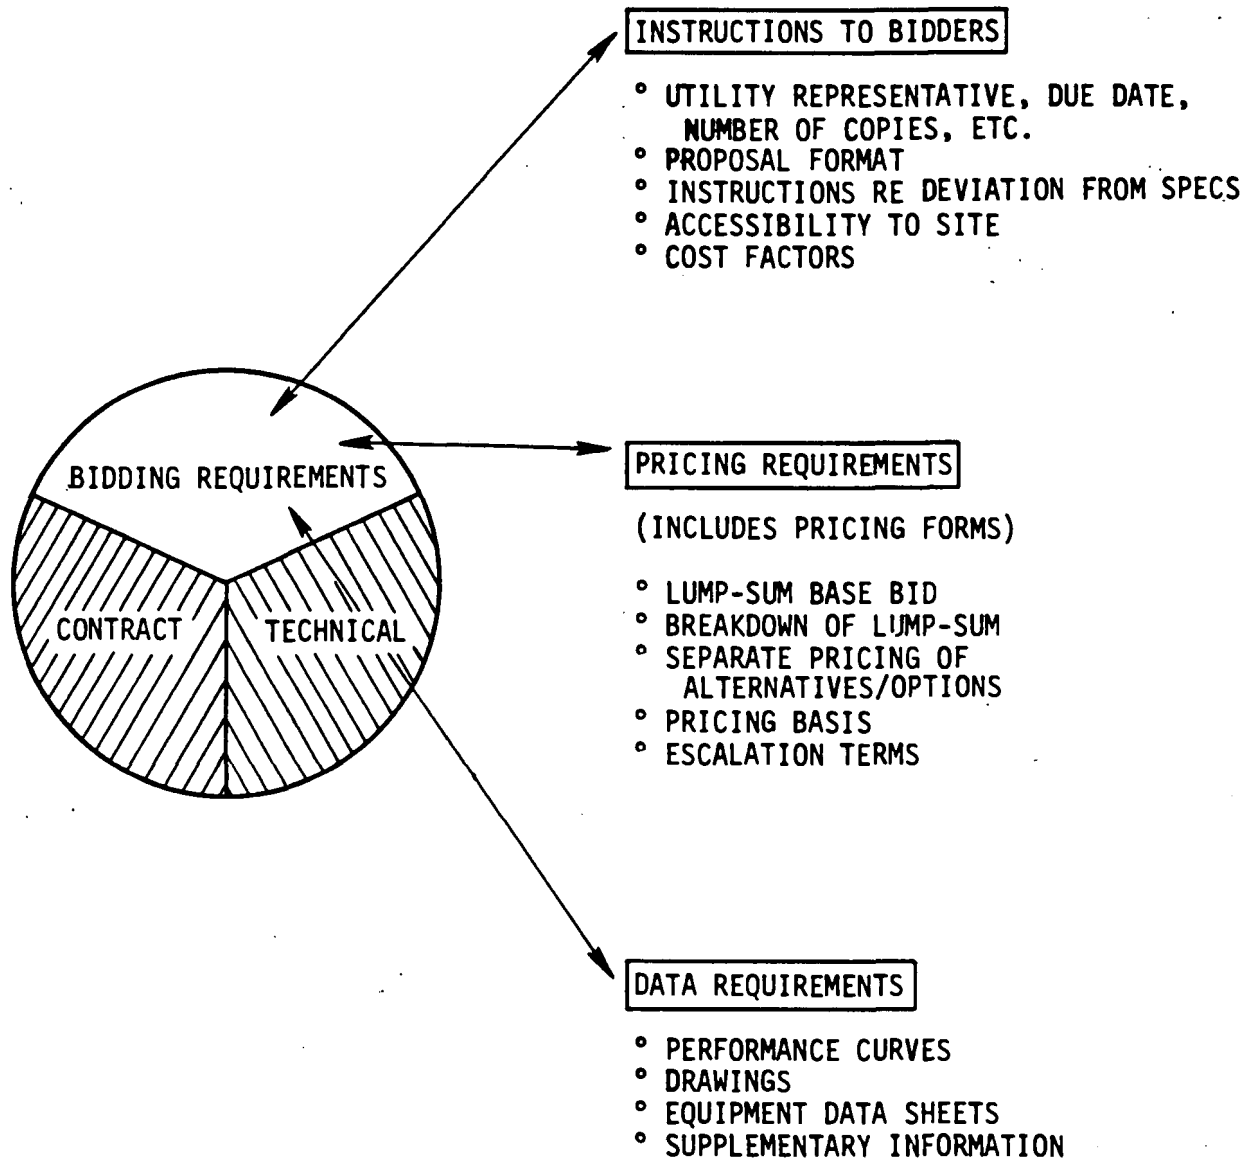 INSTRUCTIONS TO BIDDERS
° UTILITY REPRESENTATIVE, DUE DATE,
NUMBER OF COPIES, ETC.
° PROPOSAL FORMAT
° INSTRUCTIONS RE DEVIATION FROM SPECS
° ACCESSIBILITY TO SITE
° COST FACTORS
BIDDING REQUIREMENTS
CONTRACT
TECHNICAL
PRICING REQUIREMENTS
(INCLUDES PRICING FORMS)
° LUMP-SUM BASE BID
° BREAKDOWN OF LUMP-SUM
° SEPARATE PRICING OF
ALTERNATIVES/OPTIONS
° PRICING BASIS
° ESCALATION TERMS
DATA REQUIREMENTS
° PERFORMANCE CURVES
° DRAWINGS
° EQUIPMENT DATA SHEETS
° SUPPLEMENTARY INFORMATION